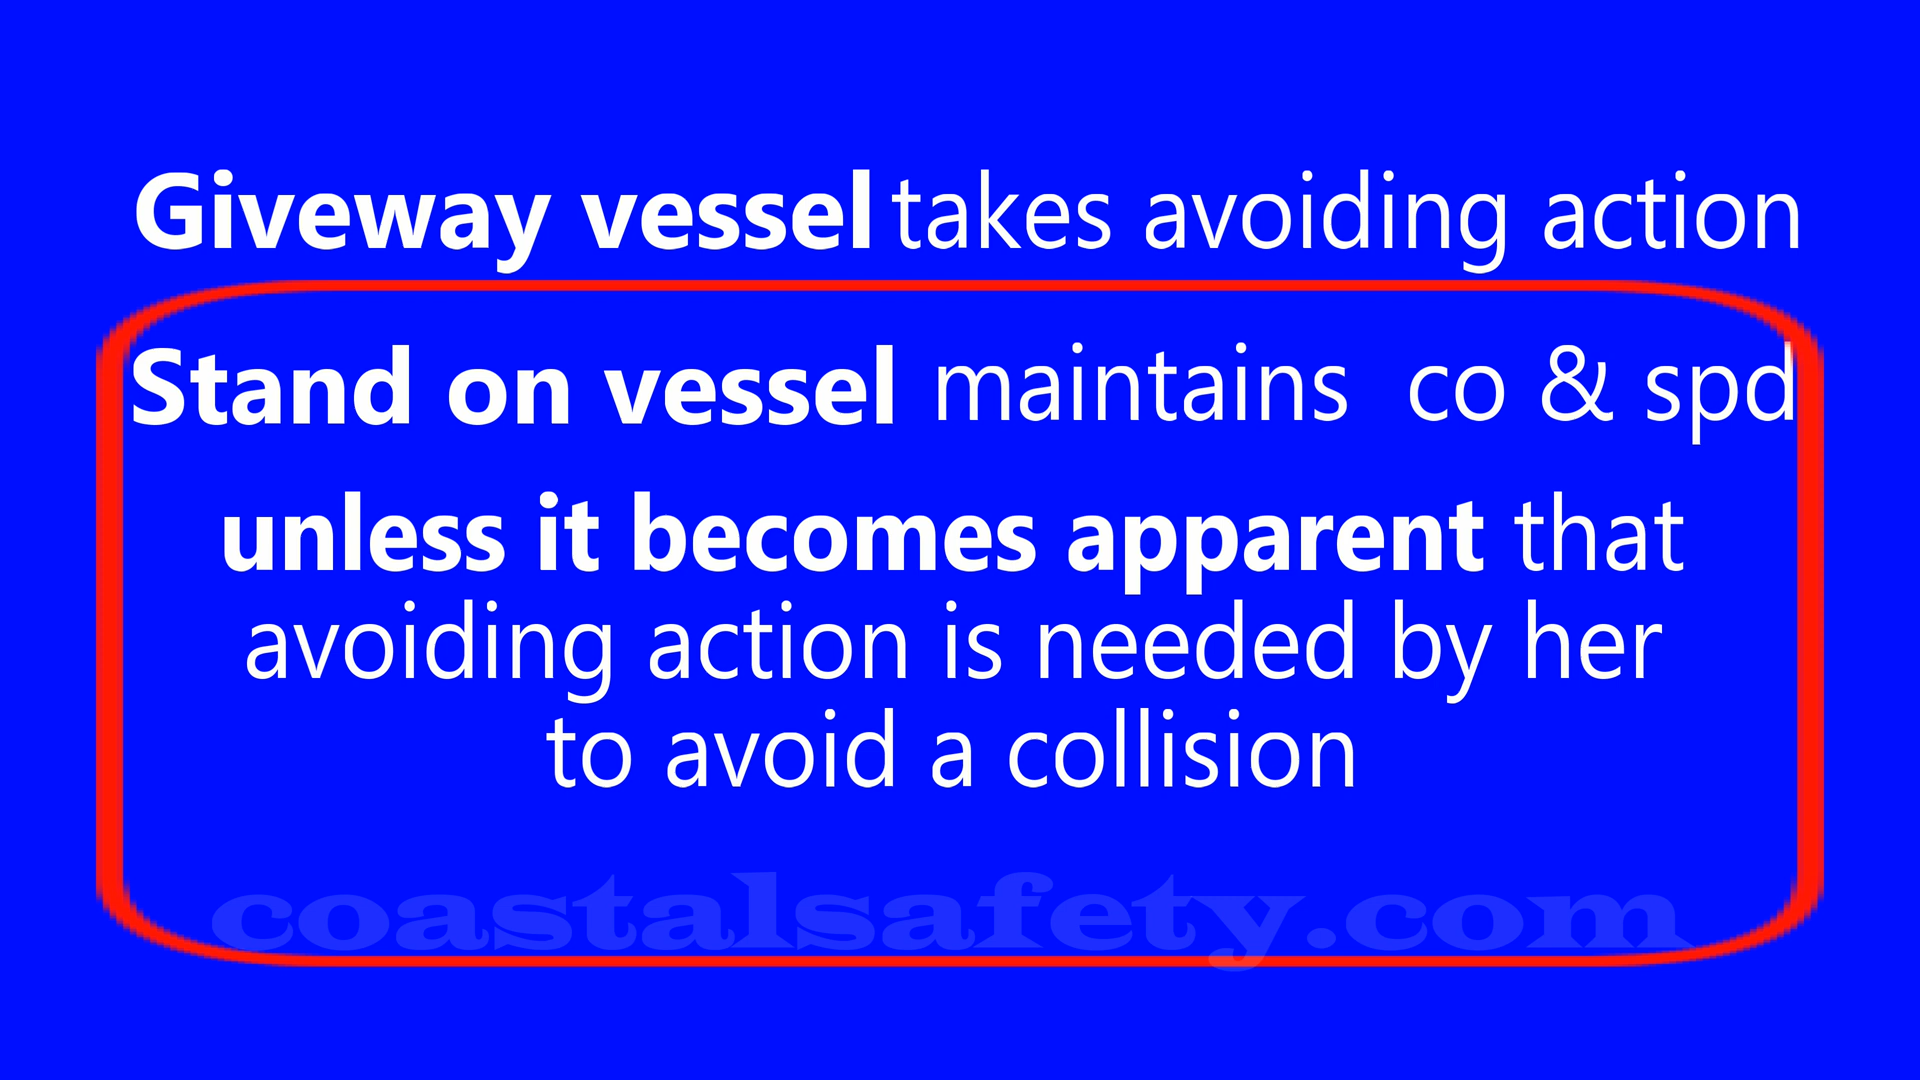 Giveway vessel takes avoiding action
Stand on vessel maintains co & spd
unless it becomes apparent that
avoiding action is needed by her
to avoid a collision
coastalsafety.com